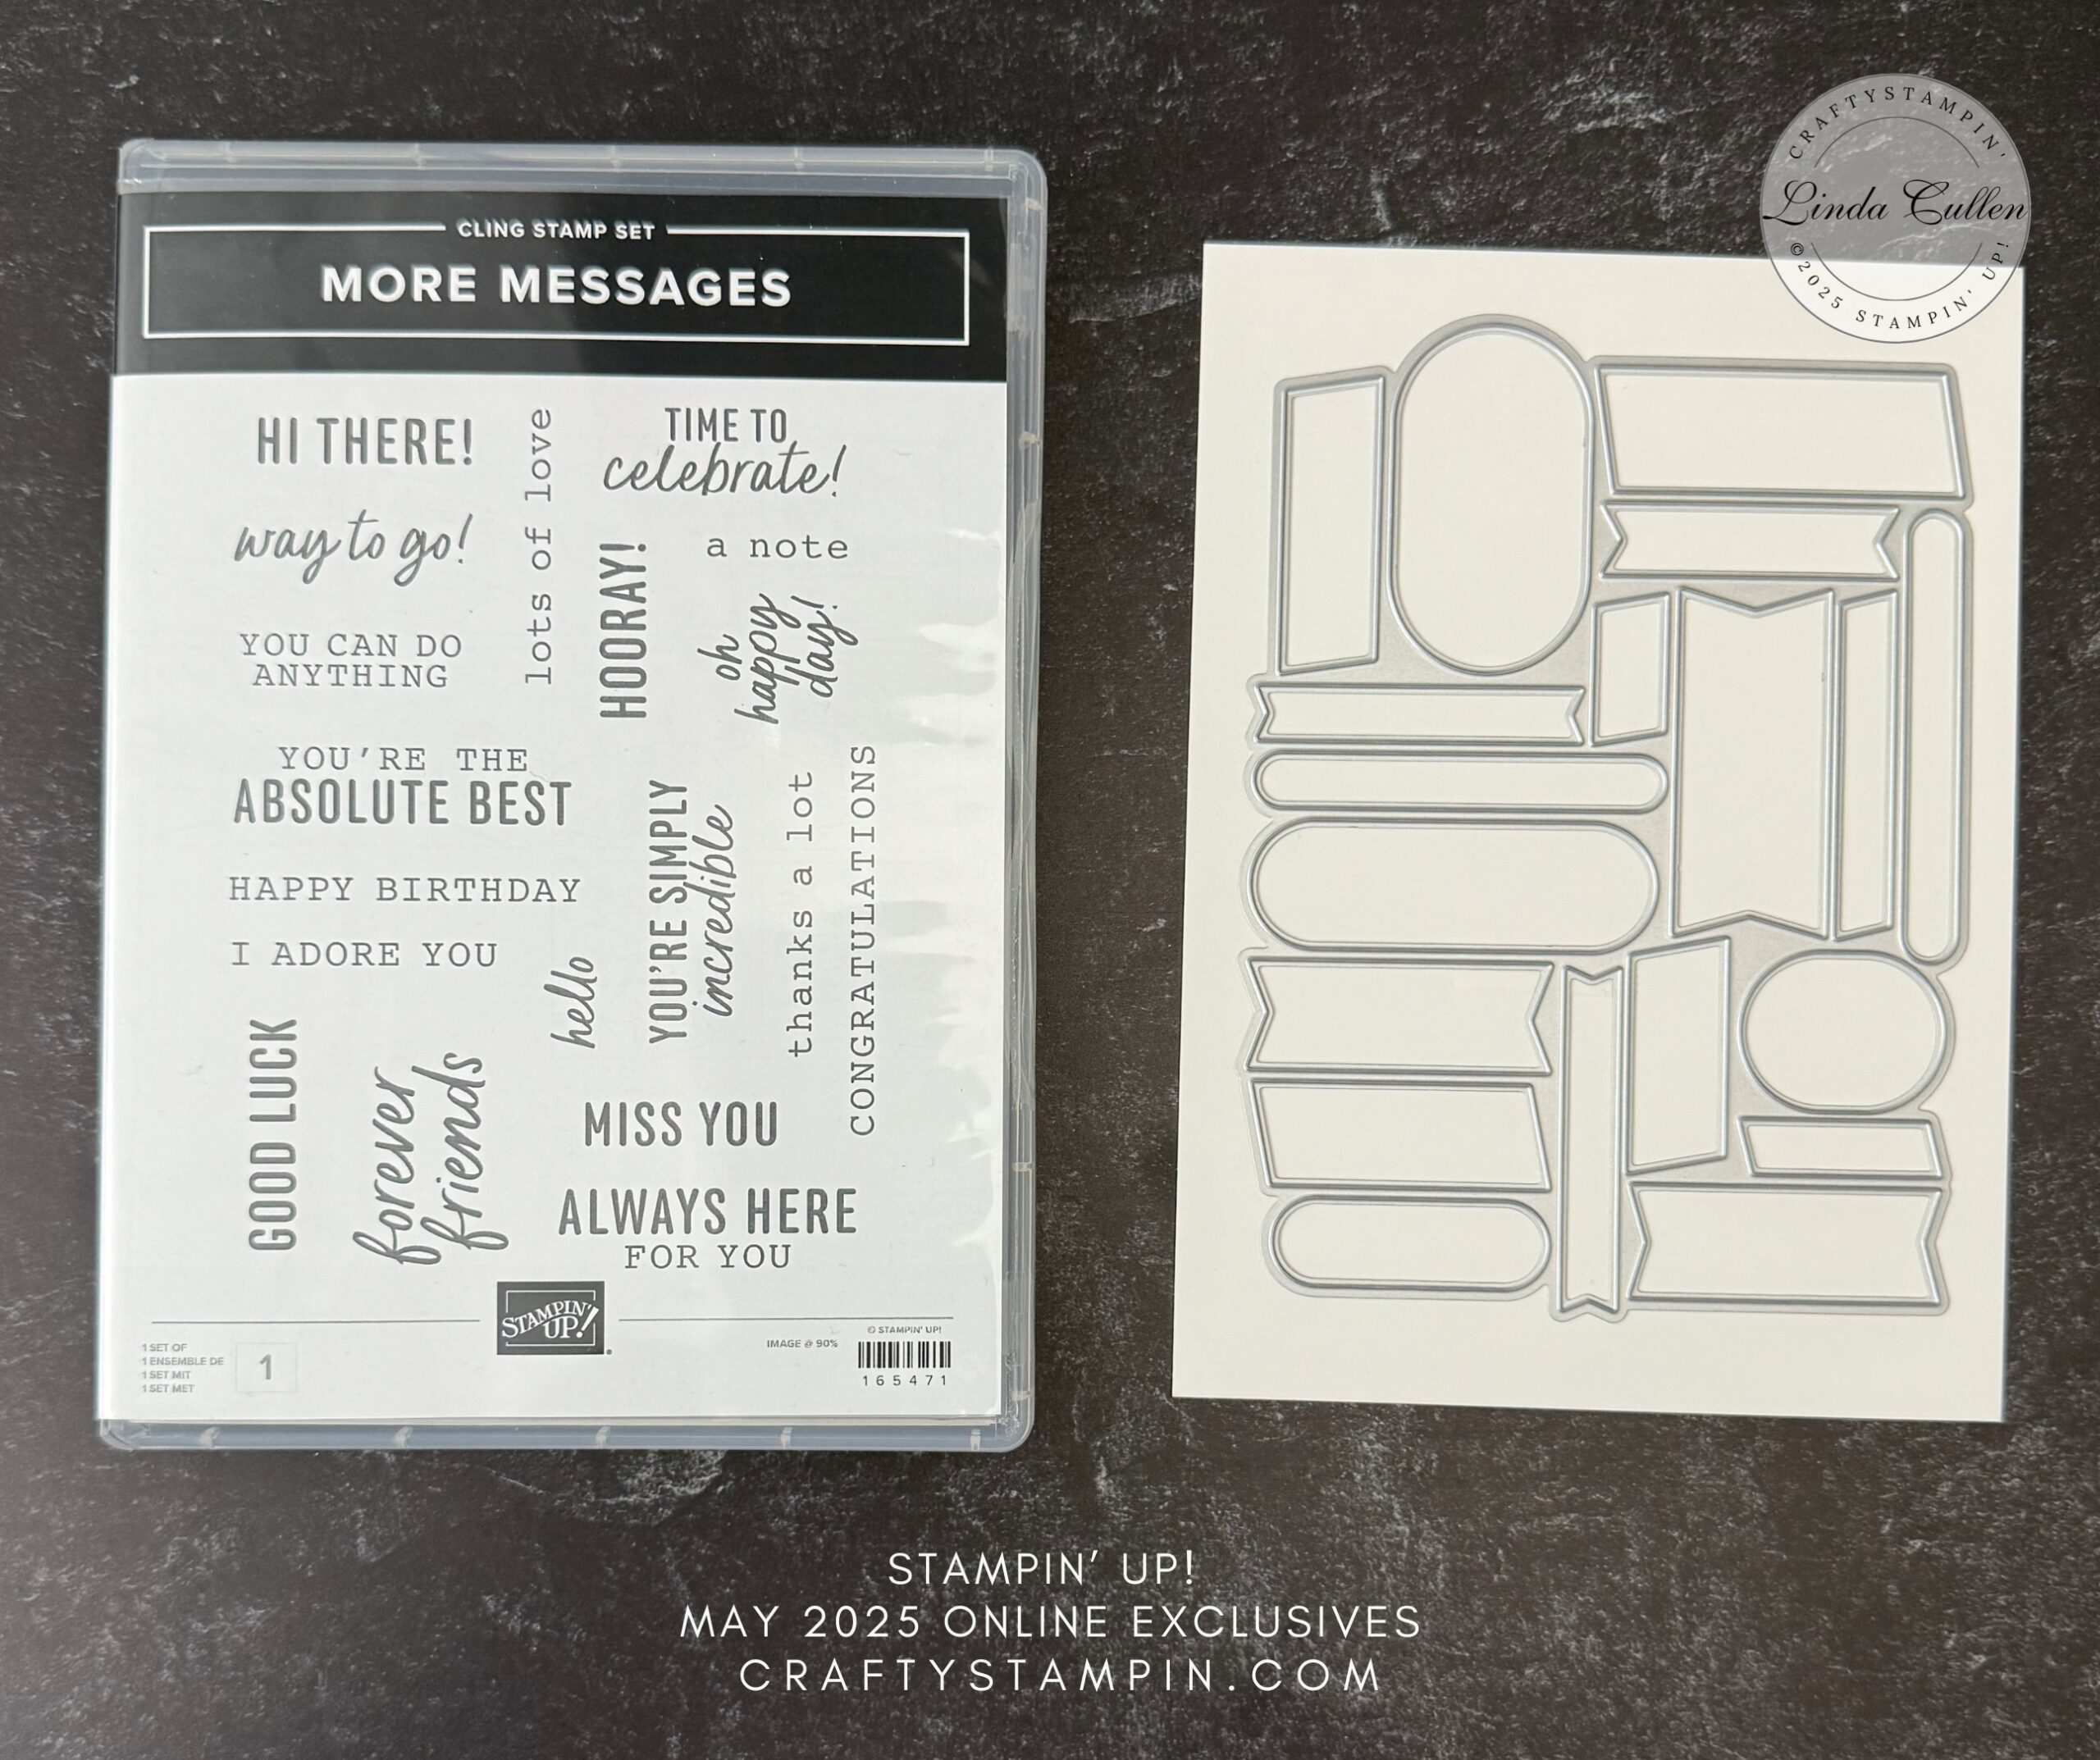 CLING STAMP SET
MORE MESSAGES
HI THERE!
lots of love
TIME TO
celebrate!
way to go!
HOORAY!
a note
oh
happy
day!
YOU CAN DO
ANYTHING
YOU'RE THE
ABSOLUTE BEST
YOU'RE SIMPLY
incredible
thanks a lot
CONGRATULATIONS
HAPPY BIRTHDAY
I ADORE YOU
hello
GOOD LUCK
forever
friends
MISS YOU
ALWAYS HERE
FOR YOU
STAMPIN'
UP!
1 SET OF
1 ENSEMBLE DE
1 SET MIT
1 SET MET
1
IMAGE @ 90%
© STAMPIN' UP!
165471
CRAFTYSTAMPIN'
Linda Cullen
©2025 STAMPIN' UP!
STAMPIN' UP!
MAY 2025 ONLINE EXCLUSIVES
CRAFTYSTAMPIN.COM